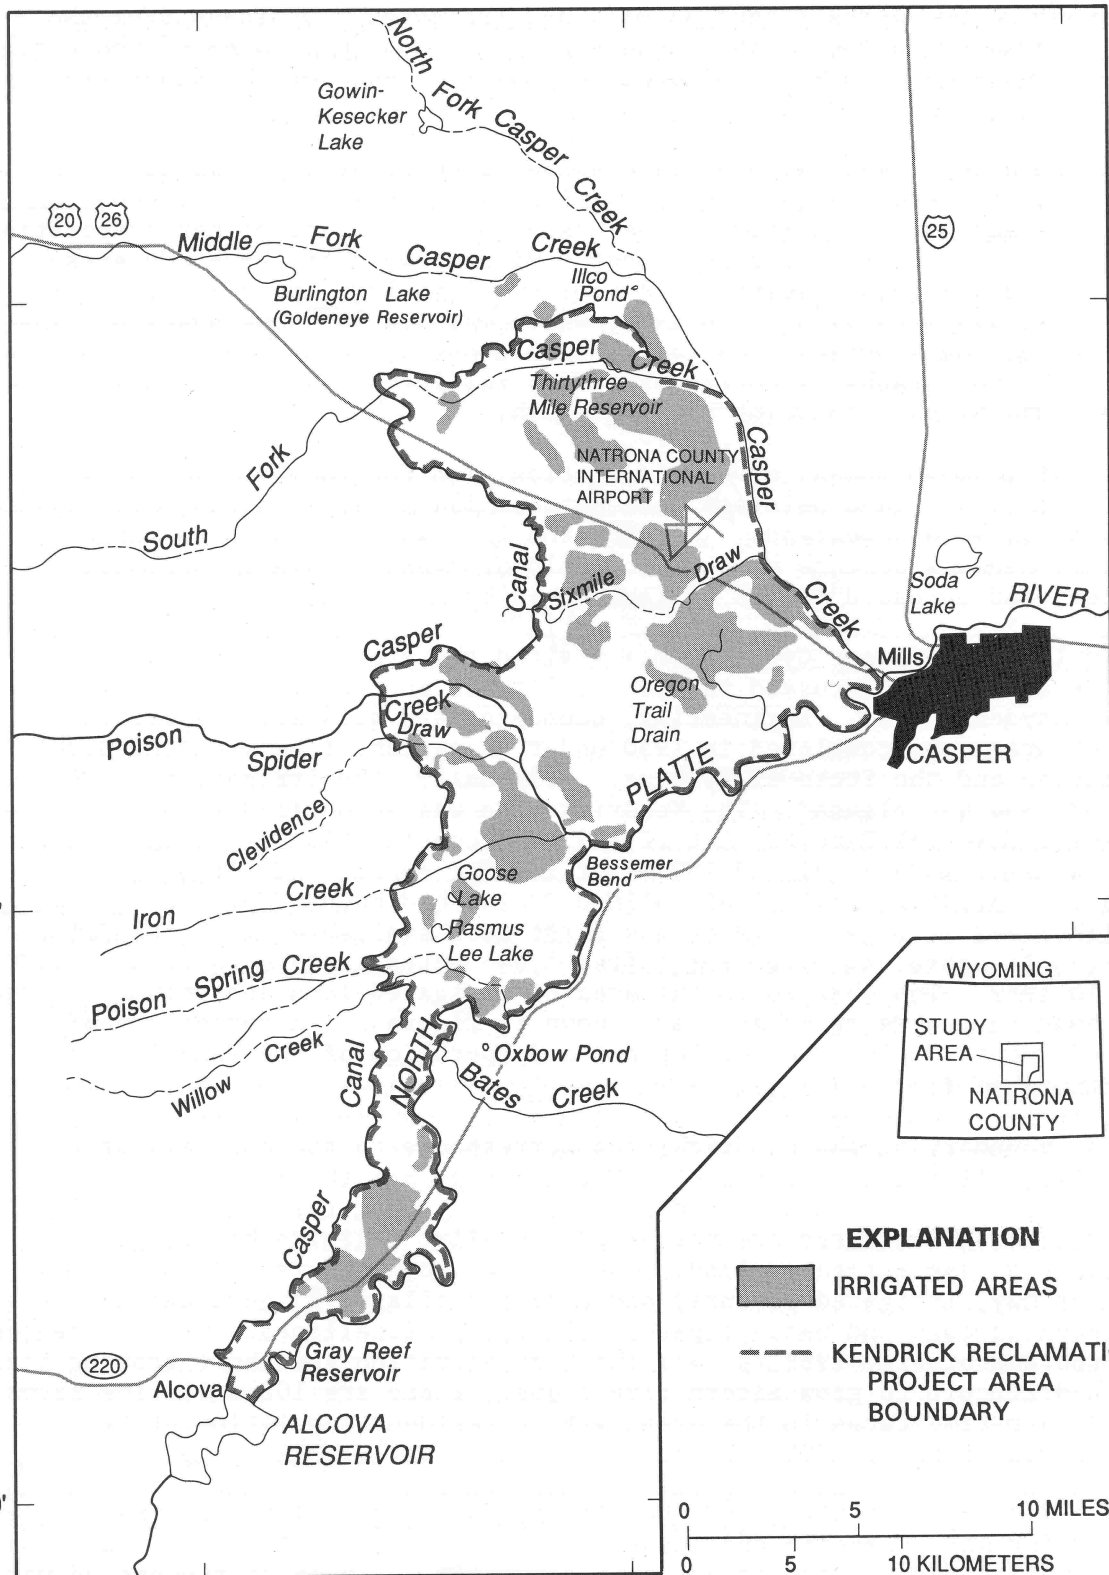 North Fork Casper Creek
Gowin-
Kesecker
Lake
20 26
25
Middle Fork Casper Creek
Illco
Pond
Burlington Lake
(Goldeneye Reservoir)
Casper Creek
Thirtythree
Mile Reservoir
NATRONA COUNTY
INTERNATIONAL
AIRPORT
Casper
South Fork
Canal
Sixmile Draw
Creek
Soda
Lake
RIVER
Casper
Mills
Oregon
Trail
Drain
Creek
Draw
Poison Spider
CASPER
PLATTE
Clevidence
Bessemer
Bend
Goose
Lake
Iron Creek
Rasmus
Lee Lake
Poison Spring Creek
WYOMING
STUDY
AREA
NATRONA
COUNTY
Willow Creek
Canal
NORTH
Oxbow Pond
Bates Creek
Casper
EXPLANATION
IRRIGATED AREAS
KENDRICK RECLAMATI
PROJECT AREA
BOUNDARY
220
Gray Reef
Reservoir
Alcova
ALCOVA
RESERVOIR
0 5 10 MILES
0 5 10 KILOMETERS